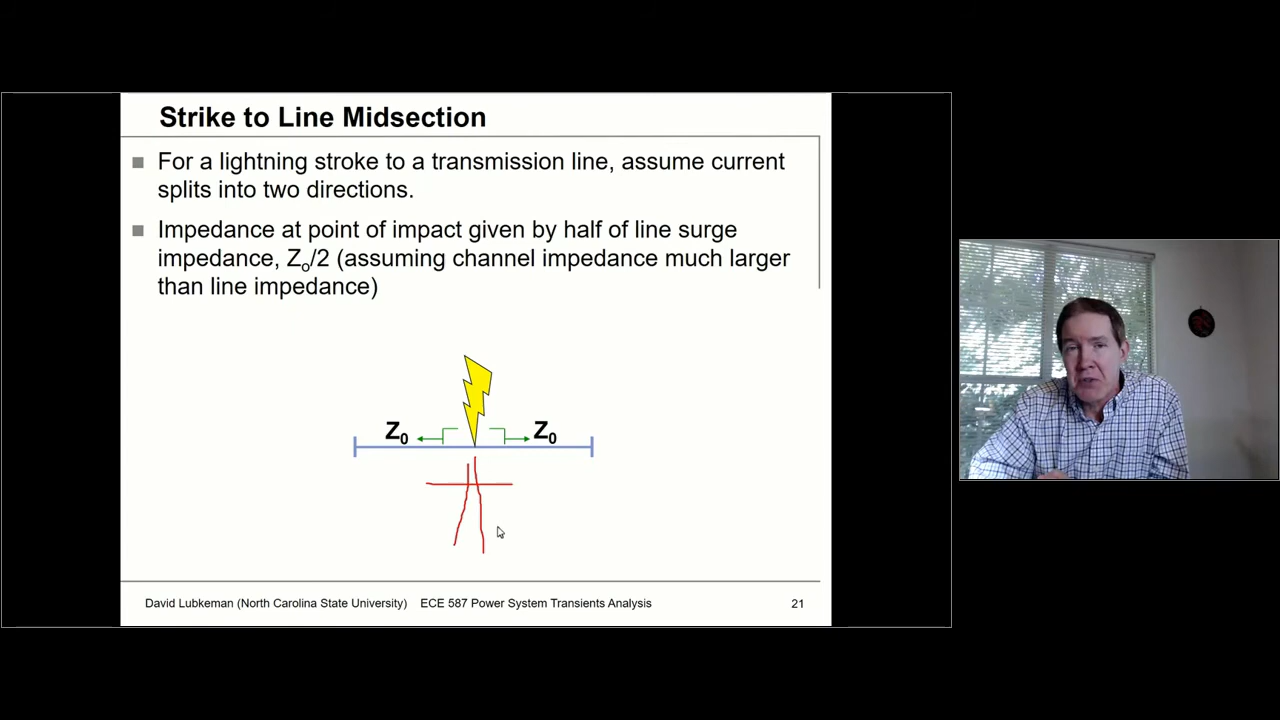 Strike to Line Midsection
For a lightning stroke to a transmission line, assume current
splits into two directions.
Impedance at point of impact given by half of line surge
impedance, Zo/2 (assuming channel impedance much larger
than line impedance)
Z0 Z0
David Lubkeman (North Carolina State University) ECE 587 Power System Transients Analysis 21